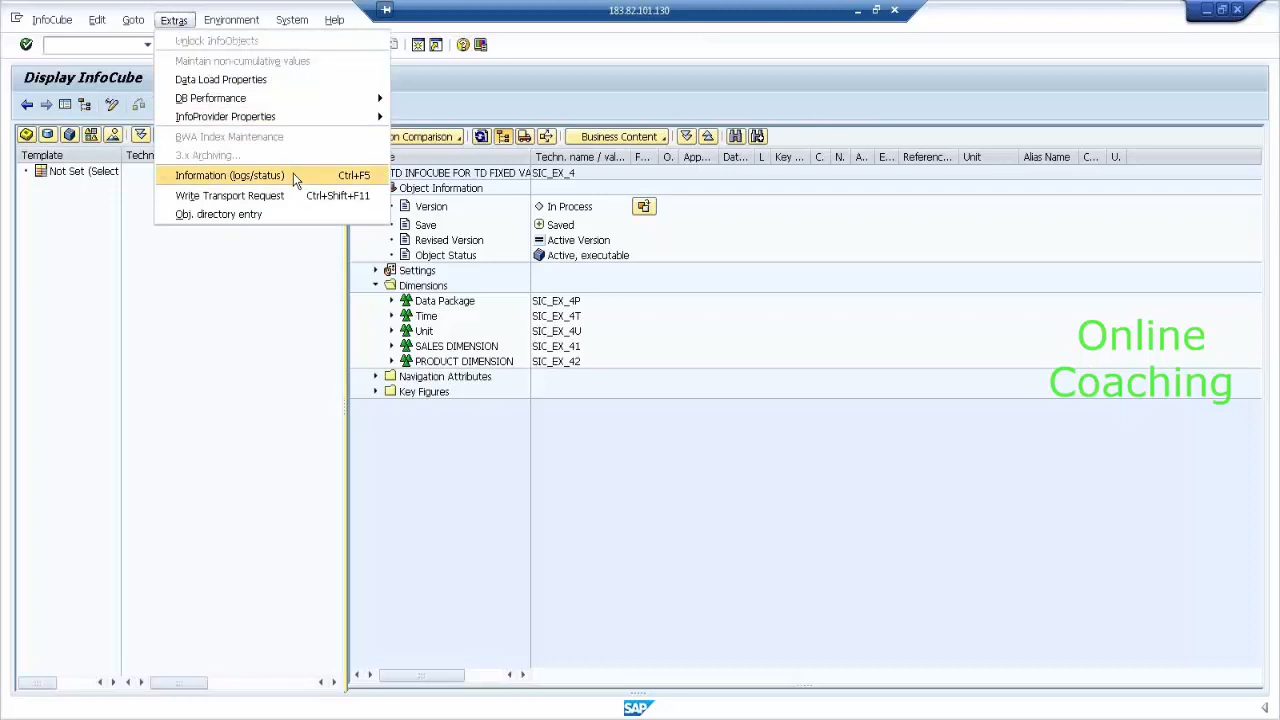 183.82.101.130
InfoCube Edit Goto Extras Environment System Help
Unlock InfoObjects
Maintain non-cumulative values
Display InfoCube
Data Load Properties
DB Performance
InfoProvider Properties
BWA Index Maintenance
3.x Archiving...
Information (logs/status) Ctrl+F5
Write Transport Request Ctrl+Shift+F11
Obj. directory entry
on Comparison Business Content
Template Techn
Not Set (Select
Techn. name / val... F... O. App... Dat... L Key ... C. N. A.. E... Referenc... Unit Alias Name C... U.
TD INFOCUBE FOR TD FIXED VA SIC_EX_4
Object Information
Version In Process
Save Saved
Revised Version Active Version
Object Status Active, executable
Settings
Dimensions
Data Package SIC_EX_4P
Time SIC_EX_4T
Unit SIC_EX_4U
SALES DIMENSION SIC_EX_41
PRODUCT DIMENSION SIC_EX_42
Navigation Attributes
Key Figures
Online
Coaching
SAP